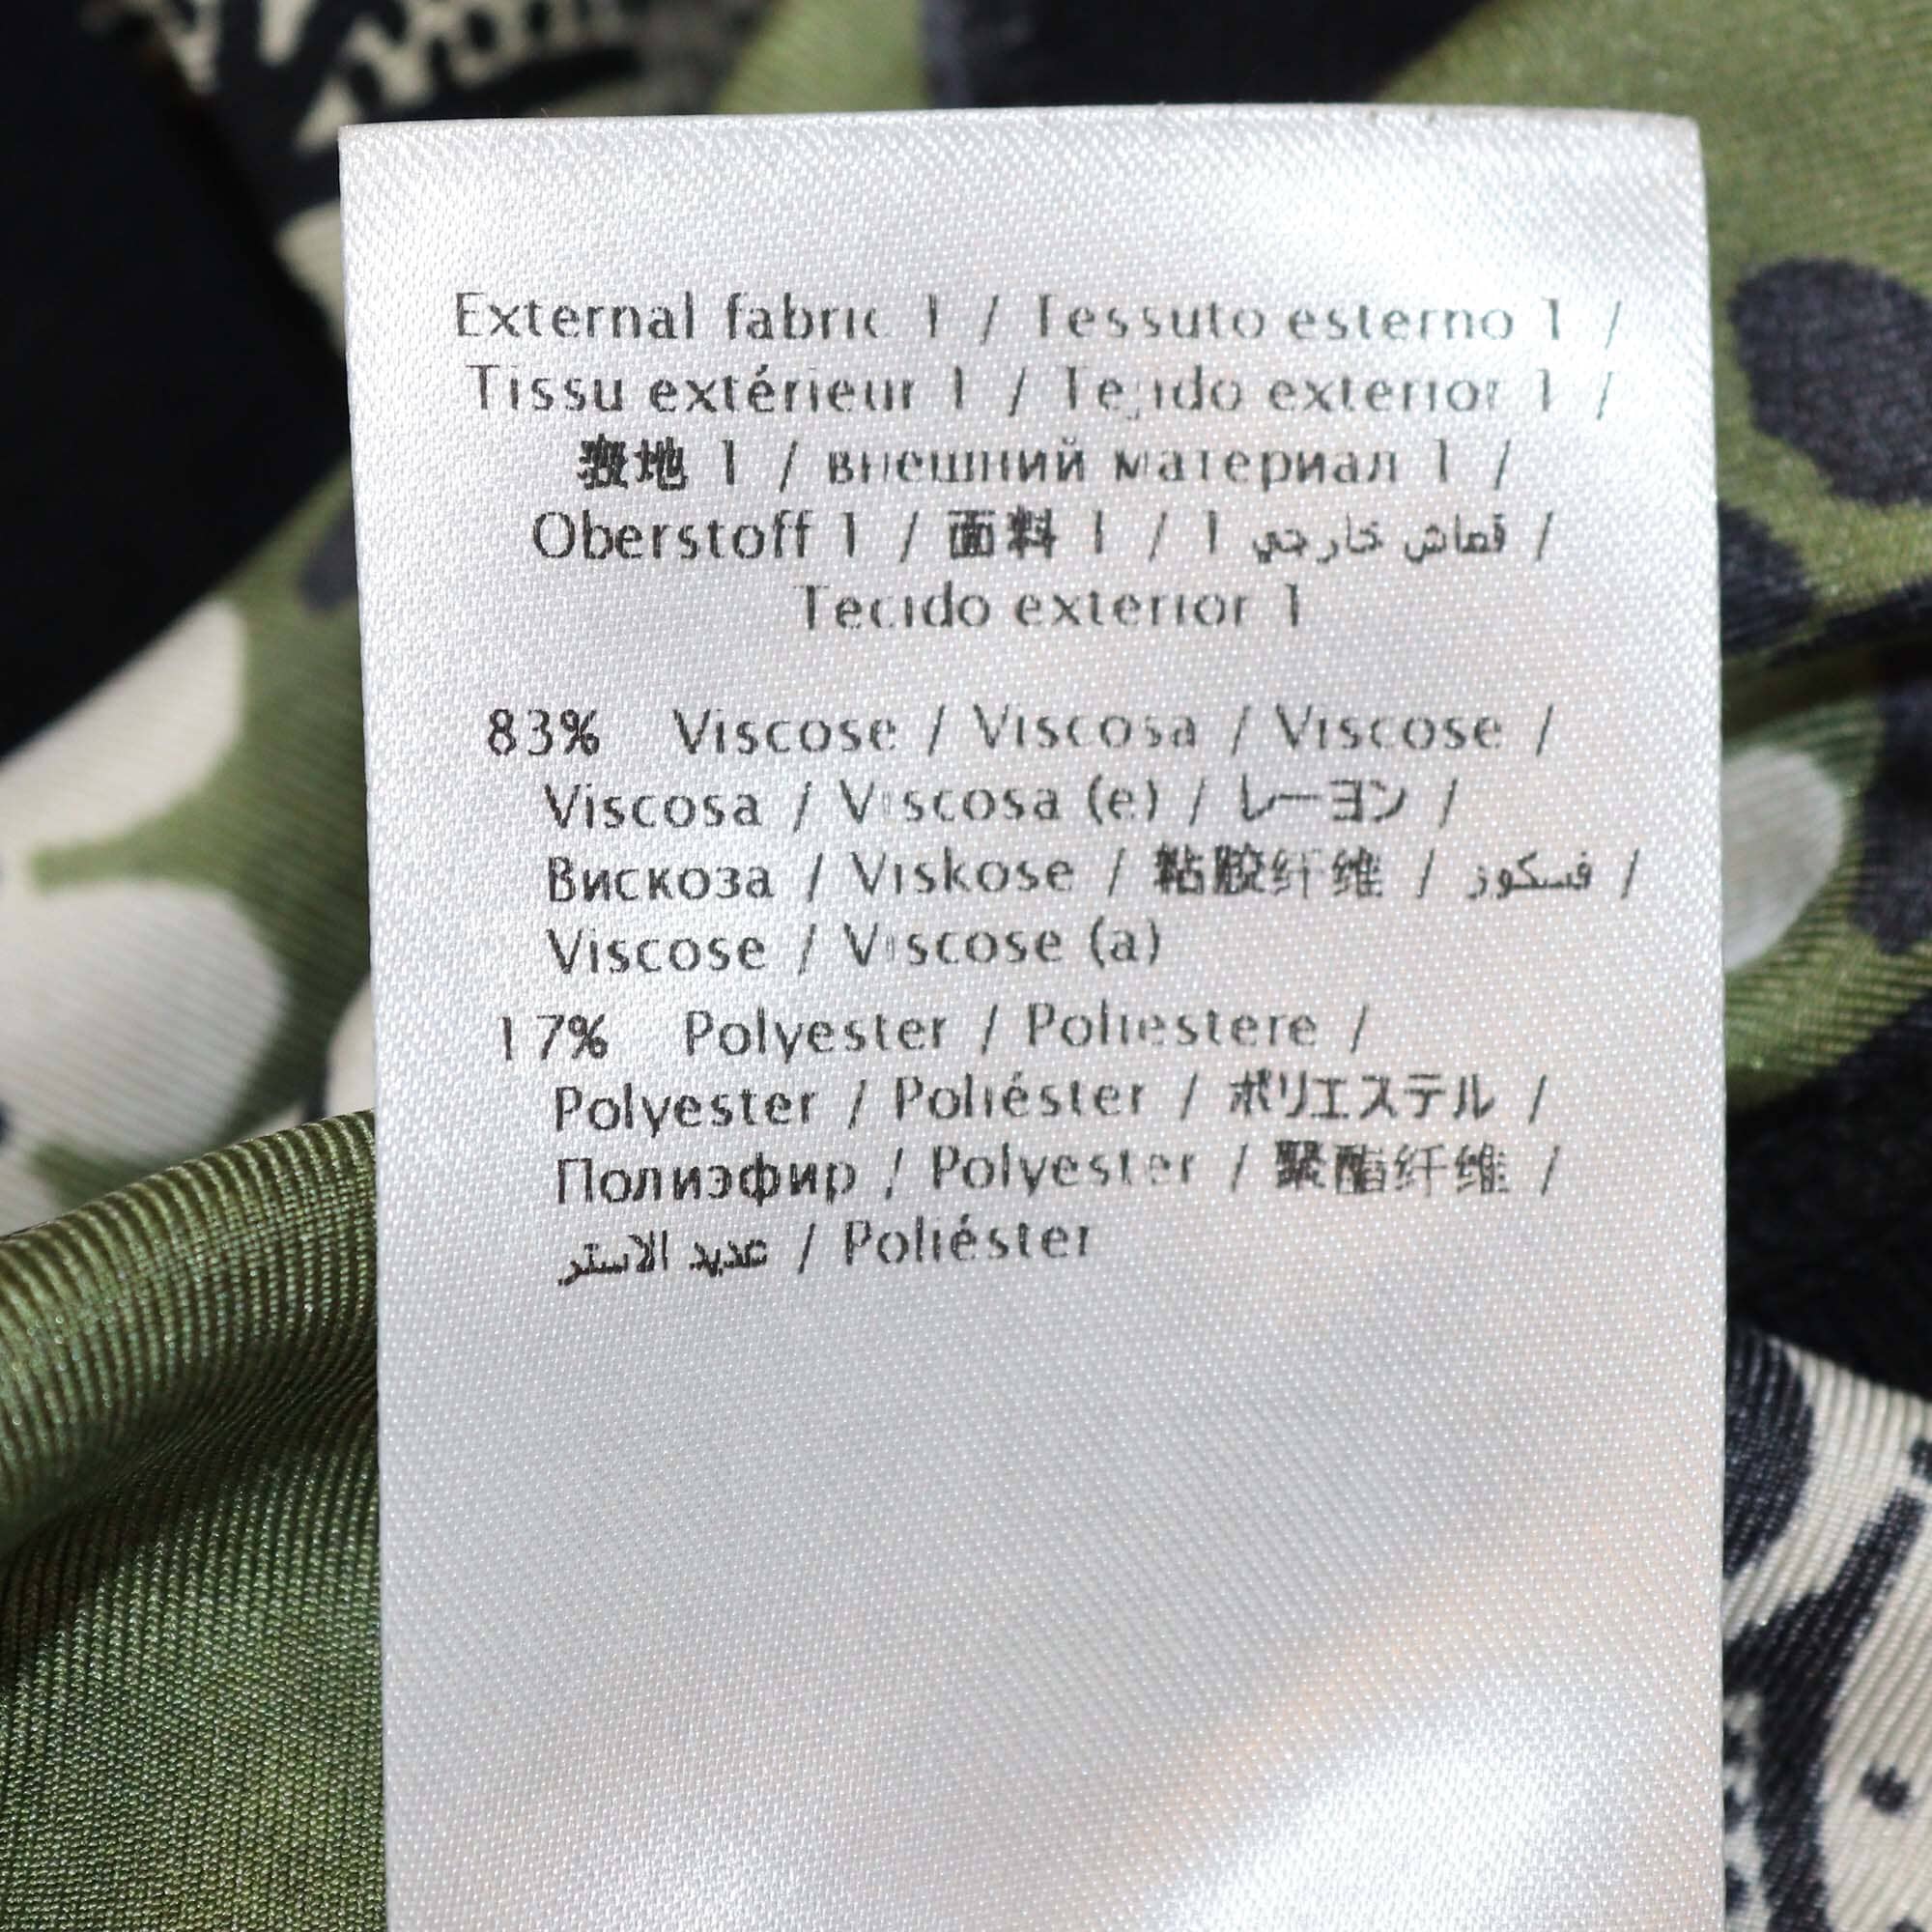 External fabric 1 / Tessuto esterno 1 /
Tissu extérieur 1 / Tejido exterior 1 /
表地 1 / внешний материал 1 /
Oberstoff 1 / 面料 1 / قماش خارجي 1 /
Tecido exterior 1
83% Viscose / Viscosa / Viscose /
Viscosa / Viscosa (e) / レーヨン /
Вискоза / Viskose / 粘胶纤维 / فسكوز /
Viscose / Viscose (a)
17% Polyester / Poliestere /
Polyester / Poliéster / ポリエステル /
Полиэфир / Polyester / 聚酯纤维 /
عديد الاستر / Poliéster